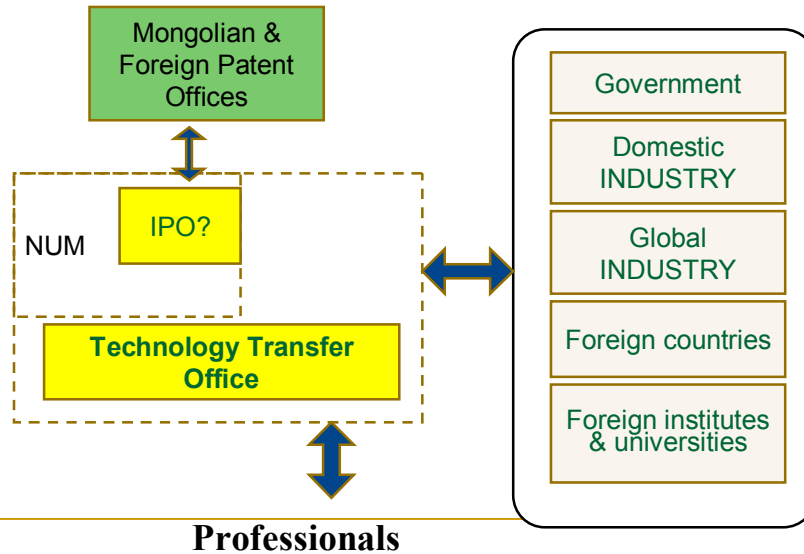 Mongolian &
Foreign Patent
Offices
IPO?
NUM
Technology Transfer
Office
Professionals
Government
Domestic
INDUSTRY
Global
INDUSTRY
Foreign countries
Foreign institutes
& universities